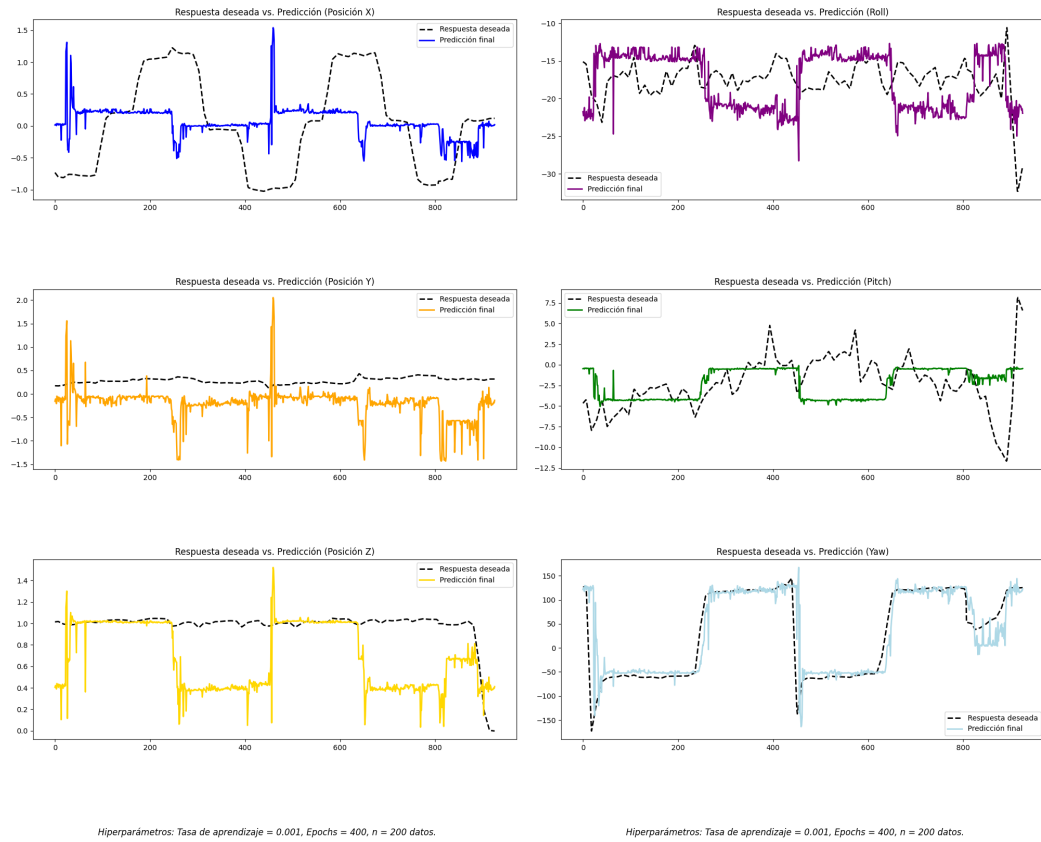 Respuesta deseada vs. Predicción (Posición X)
Respuesta deseada
Predicción final
1.5
1.0
0.5
0.0
−0.5
−1.0
0 200 400 600 800
Respuesta deseada vs. Predicción (Roll)
Respuesta deseada
Predicción final
−10
−15
−20
−25
−30
0 200 400 600 800
Respuesta deseada vs. Predicción (Posición Y)
Respuesta deseada
Predicción final
2.0
1.5
1.0
0.5
0.0
−0.5
−1.0
−1.5
0 200 400 600 800
Respuesta deseada vs. Predicción (Pitch)
Respuesta deseada
Predicción final
7.5
5.0
2.5
0.0
−2.5
−5.0
−7.5
−10.0
−12.5
0 200 400 600 800
Respuesta deseada vs. Predicción (Posición Z)
Respuesta deseada
Predicción final
1.4
1.2
1.0
0.8
0.6
0.4
0.2
0.0
0 200 400 600 800
Respuesta deseada vs. Predicción (Yaw)
Respuesta deseada
Predicción final
150
100
50
0
−50
−100
−150
0 200 400 600 800
Hiperparámetros: Tasa de aprendizaje = 0.001, Epochs = 400, n = 200 datos.
Hiperparámetros: Tasa de aprendizaje = 0.001, Epochs = 400, n = 200 datos.